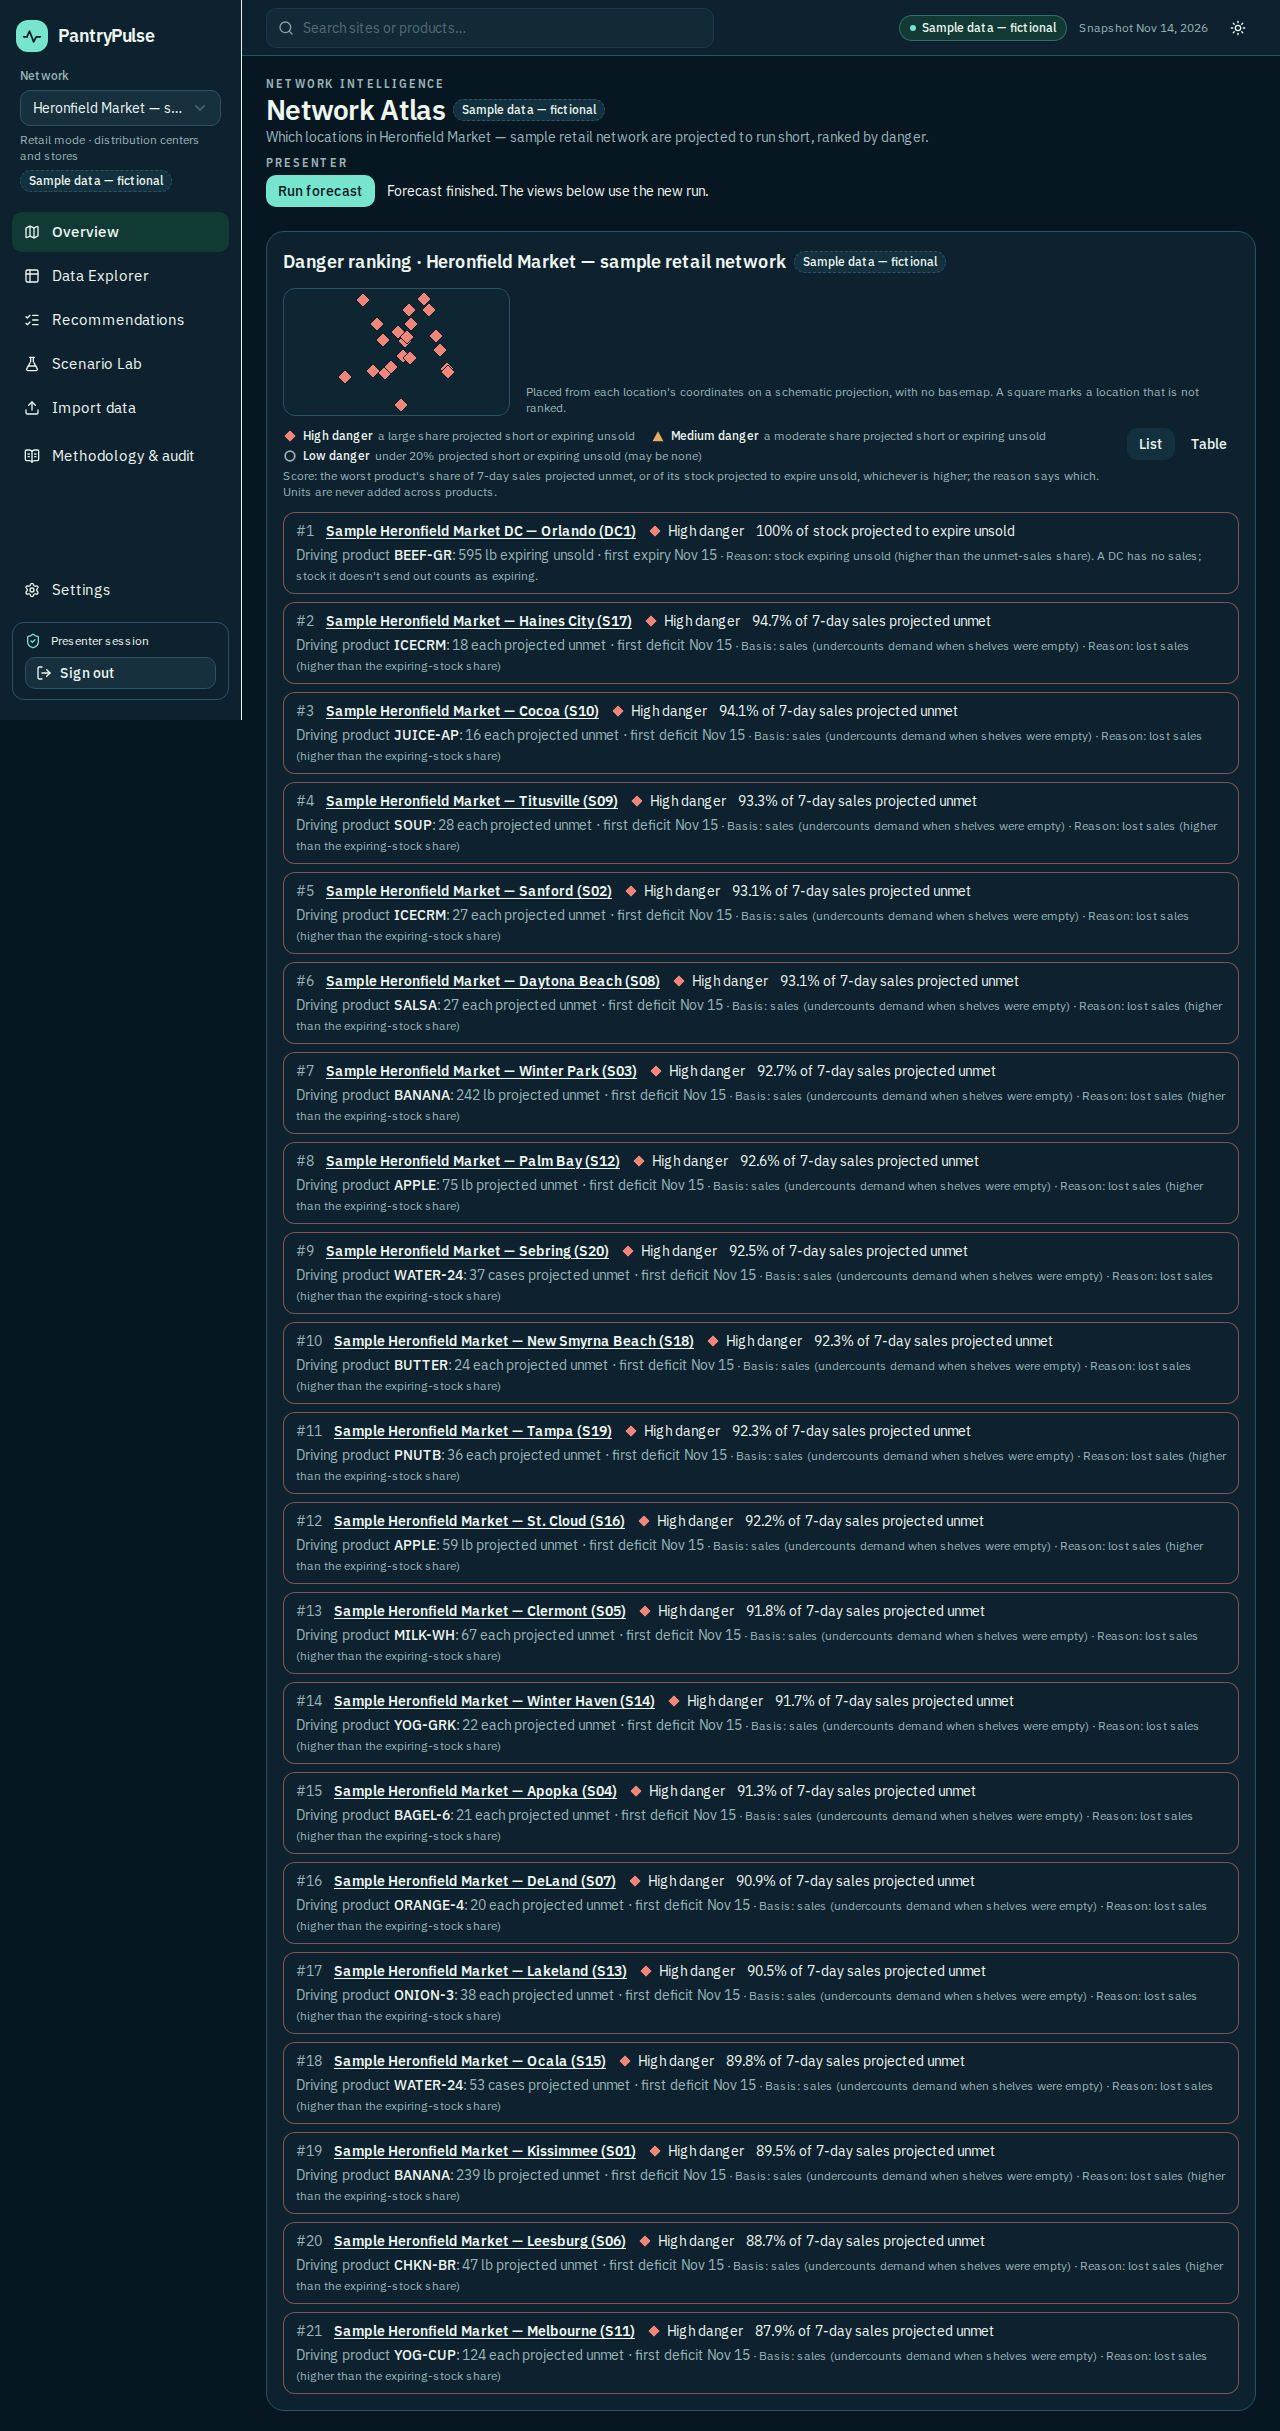 PantryPulse
Network
Heronfield Market — s...
Retail mode · distribution centers
and stores
Sample data — fictional
Overview
Data Explorer
Recommendations
Scenario Lab
Import data
Methodology & audit
Settings
Presenter session
Sign out
Search sites or products...
Sample data — fictional
Snapshot Nov 14, 2026
NETWORK INTELLIGENCE
Network Atlas Sample data — fictional
Which locations in Heronfield Market — sample retail network are projected to run short, ranked by danger.
PRESENTER
Run forecast Forecast finished. The views below use the new run.
Danger ranking · Heronfield Market — sample retail network Sample data — fictional
Placed from each location's coordinates on a schematic projection, with no basemap. A square marks a location that is not
ranked.
High danger a large share projected short or expiring unsold Medium danger a moderate share projected short or expiring unsold
Low danger under 20% projected short or expiring unsold (may be none)
List Table
Score: the worst product's share of 7-day sales projected unmet, or of its stock projected to expire unsold, whichever is higher; the reason says which.
Units are never added across products.
#1 Sample Heronfield Market DC — Orlando (DC1) High danger 100% of stock projected to expire unsold
Driving product BEEF-GR: 595 lb expiring unsold · first expiry Nov 15 · Reason: stock expiring unsold (higher than the unmet-sales share). A DC has no sales;
stock it doesn't send out counts as expiring.
#2 Sample Heronfield Market — Haines City (S17) High danger 94.7% of 7-day sales projected unmet
Driving product ICECRM: 18 each projected unmet · first deficit Nov 15 · Basis: sales (undercounts demand when shelves were empty) · Reason: lost sales
(higher than the expiring-stock share)
#3 Sample Heronfield Market — Cocoa (S10) High danger 94.1% of 7-day sales projected unmet
Driving product JUICE-AP: 16 each projected unmet · first deficit Nov 15 · Basis: sales (undercounts demand when shelves were empty) · Reason: lost sales
(higher than the expiring-stock share)
#4 Sample Heronfield Market — Titusville (S09) High danger 93.3% of 7-day sales projected unmet
Driving product SOUP: 28 each projected unmet · first deficit Nov 15 · Basis: sales (undercounts demand when shelves were empty) · Reason: lost sales (higher
than the expiring-stock share)
#5 Sample Heronfield Market — Sanford (S02) High danger 93.1% of 7-day sales projected unmet
Driving product ICECRM: 27 each projected unmet · first deficit Nov 15 · Basis: sales (undercounts demand when shelves were empty) · Reason: lost sales
(higher than the expiring-stock share)
#6 Sample Heronfield Market — Daytona Beach (S08) High danger 93.1% of 7-day sales projected unmet
Driving product SALSA: 27 each projected unmet · first deficit Nov 15 · Basis: sales (undercounts demand when shelves were empty) · Reason: lost sales (higher
than the expiring-stock share)
#7 Sample Heronfield Market — Winter Park (S03) High danger 92.7% of 7-day sales projected unmet
Driving product BANANA: 242 lb projected unmet · first deficit Nov 15 · Basis: sales (undercounts demand when shelves were empty) · Reason: lost sales (higher
than the expiring-stock share)
#8 Sample Heronfield Market — Palm Bay (S12) High danger 92.6% of 7-day sales projected unmet
Driving product APPLE: 75 lb projected unmet · first deficit Nov 15 · Basis: sales (undercounts demand when shelves were empty) · Reason: lost sales (higher
than the expiring-stock share)
#9 Sample Heronfield Market — Sebring (S20) High danger 92.5% of 7-day sales projected unmet
Driving product WATER-24: 37 cases projected unmet · first deficit Nov 15 · Basis: sales (undercounts demand when shelves were empty) · Reason: lost sales
(higher than the expiring-stock share)
#10 Sample Heronfield Market — New Smyrna Beach (S18) High danger 92.3% of 7-day sales projected unmet
Driving product BUTTER: 24 each projected unmet · first deficit Nov 15 · Basis: sales (undercounts demand when shelves were empty) · Reason: lost sales
(higher than the expiring-stock share)
#11 Sample Heronfield Market — Tampa (S19) High danger 92.3% of 7-day sales projected unmet
Driving product PNUTB: 36 each projected unmet · first deficit Nov 15 · Basis: sales (undercounts demand when shelves were empty) · Reason: lost sales (higher
than the expiring-stock share)
#12 Sample Heronfield Market — St. Cloud (S16) High danger 92.2% of 7-day sales projected unmet
Driving product APPLE: 59 lb projected unmet · first deficit Nov 15 · Basis: sales (undercounts demand when shelves were empty) · Reason: lost sales (higher
than the expiring-stock share)
#13 Sample Heronfield Market — Clermont (S05) High danger 91.8% of 7-day sales projected unmet
Driving product MILK-WH: 67 each projected unmet · first deficit Nov 15 · Basis: sales (undercounts demand when shelves were empty) · Reason: lost sales
(higher than the expiring-stock share)
#14 Sample Heronfield Market — Winter Haven (S14) High danger 91.7% of 7-day sales projected unmet
Driving product YOG-GRK: 22 each projected unmet · first deficit Nov 15 · Basis: sales (undercounts demand when shelves were empty) · Reason: lost sales
(higher than the expiring-stock share)
#15 Sample Heronfield Market — Apopka (S04) High danger 91.3% of 7-day sales projected unmet
Driving product BAGEL-6: 21 each projected unmet · first deficit Nov 15 · Basis: sales (undercounts demand when shelves were empty) · Reason: lost sales
(higher than the expiring-stock share)
#16 Sample Heronfield Market — DeLand (S07) High danger 90.9% of 7-day sales projected unmet
Driving product ORANGE-4: 20 each projected unmet · first deficit Nov 15 · Basis: sales (undercounts demand when shelves were empty) · Reason: lost sales
(higher than the expiring-stock share)
#17 Sample Heronfield Market — Lakeland (S13) High danger 90.5% of 7-day sales projected unmet
Driving product ONION-3: 38 each projected unmet · first deficit Nov 15 · Basis: sales (undercounts demand when shelves were empty) · Reason: lost sales
(higher than the expiring-stock share)
#18 Sample Heronfield Market — Ocala (S15) High danger 89.8% of 7-day sales projected unmet
Driving product WATER-24: 53 cases projected unmet · first deficit Nov 15 · Basis: sales (undercounts demand when shelves were empty) · Reason: lost sales
(higher than the expiring-stock share)
#19 Sample Heronfield Market — Kissimmee (S01) High danger 89.5% of 7-day sales projected unmet
Driving product BANANA: 239 lb projected unmet · first deficit Nov 15 · Basis: sales (undercounts demand when shelves were empty) · Reason: lost sales (higher
than the expiring-stock share)
#20 Sample Heronfield Market — Leesburg (S06) High danger 88.7% of 7-day sales projected unmet
Driving product CHKN-BR: 47 lb projected unmet · first deficit Nov 15 · Basis: sales (undercounts demand when shelves were empty) · Reason: lost sales (higher
than the expiring-stock share)
#21 Sample Heronfield Market — Melbourne (S11) High danger 87.9% of 7-day sales projected unmet
Driving product YOG-CUP: 124 each projected unmet · first deficit Nov 15 · Basis: sales (undercounts demand when shelves were empty) · Reason: lost sales
(higher than the expiring-stock share)